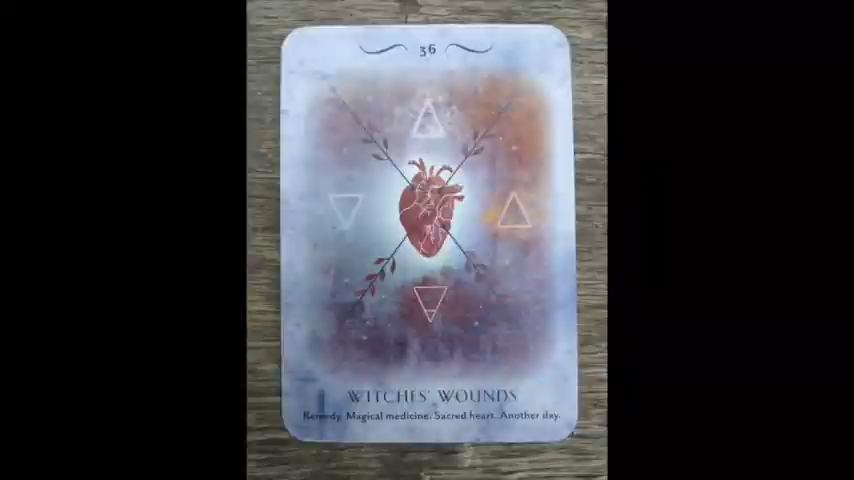 36
WITCHES' WOUNDS
Remedy. Magical medicine. Sacred heart. Another day.